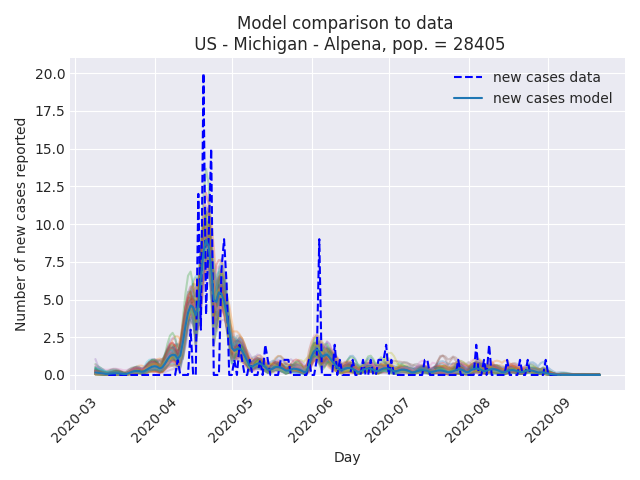 Model comparison to data
US - Michigan - Alpena, pop. = 28405
new cases data
new cases model
Number of new cases reported
20.0
17.5
15.0
12.5
10.0
7.5
5.0
2.5
0.0
2020-03
2020-04
2020-05
2020-06
2020-07
2020-08
2020-09
Day